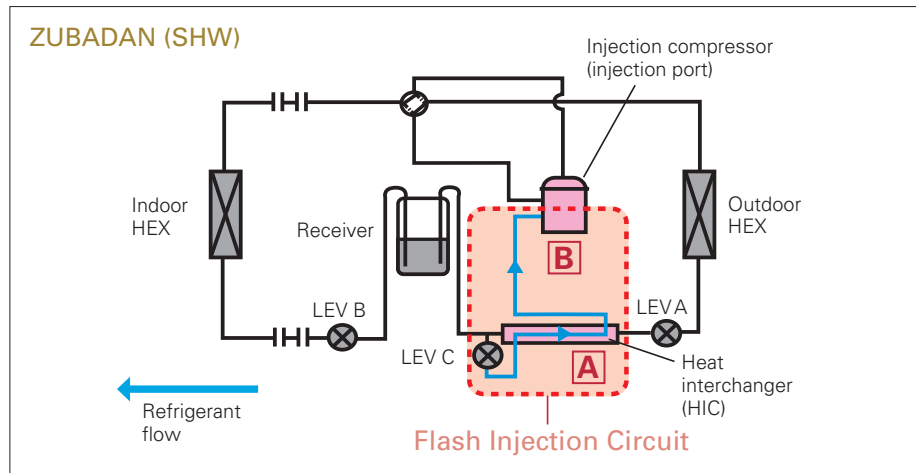 ZUBADAN (SHW)
Injection compressor
(injection port)
Indoor
HEX
Receiver
Outdoor
HEX
B
LEV B
LEV A
LEV C
A
Heat
interchanger
(HIC)
Refrigerant
flow
Flash Injection Circuit